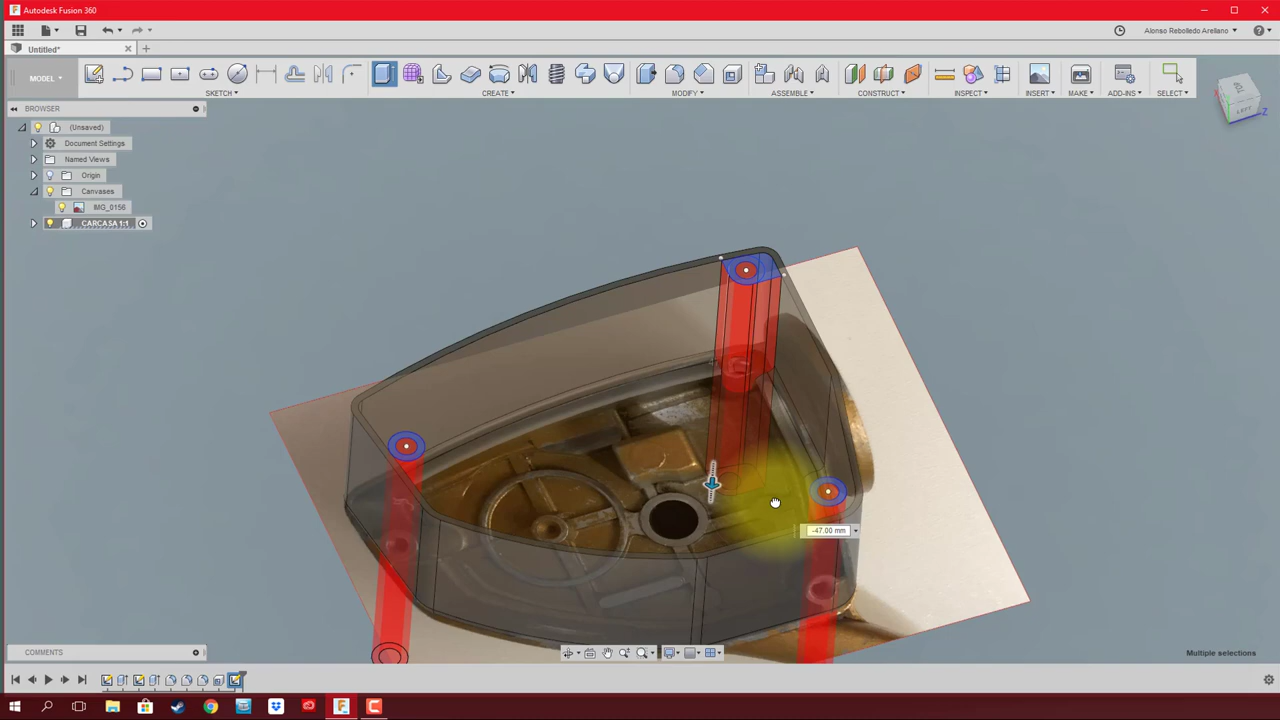 Autodesk Fusion 360
Alonso Rebolledo Arellano
Untitled*
MODEL
SKETCH
CREATE
MODIFY
ASSEMBLE
CONSTRUCT
INSPECT
INSERT
MAKE
ADD-INS
SELECT
BROWSER
(Unsaved)
Document Settings
Named Views
Origin
Canvases
IMG_0156
CARCASA 1:1
LEFT
X
Z
-47.00 mm
COMMENTS
Multiple selections